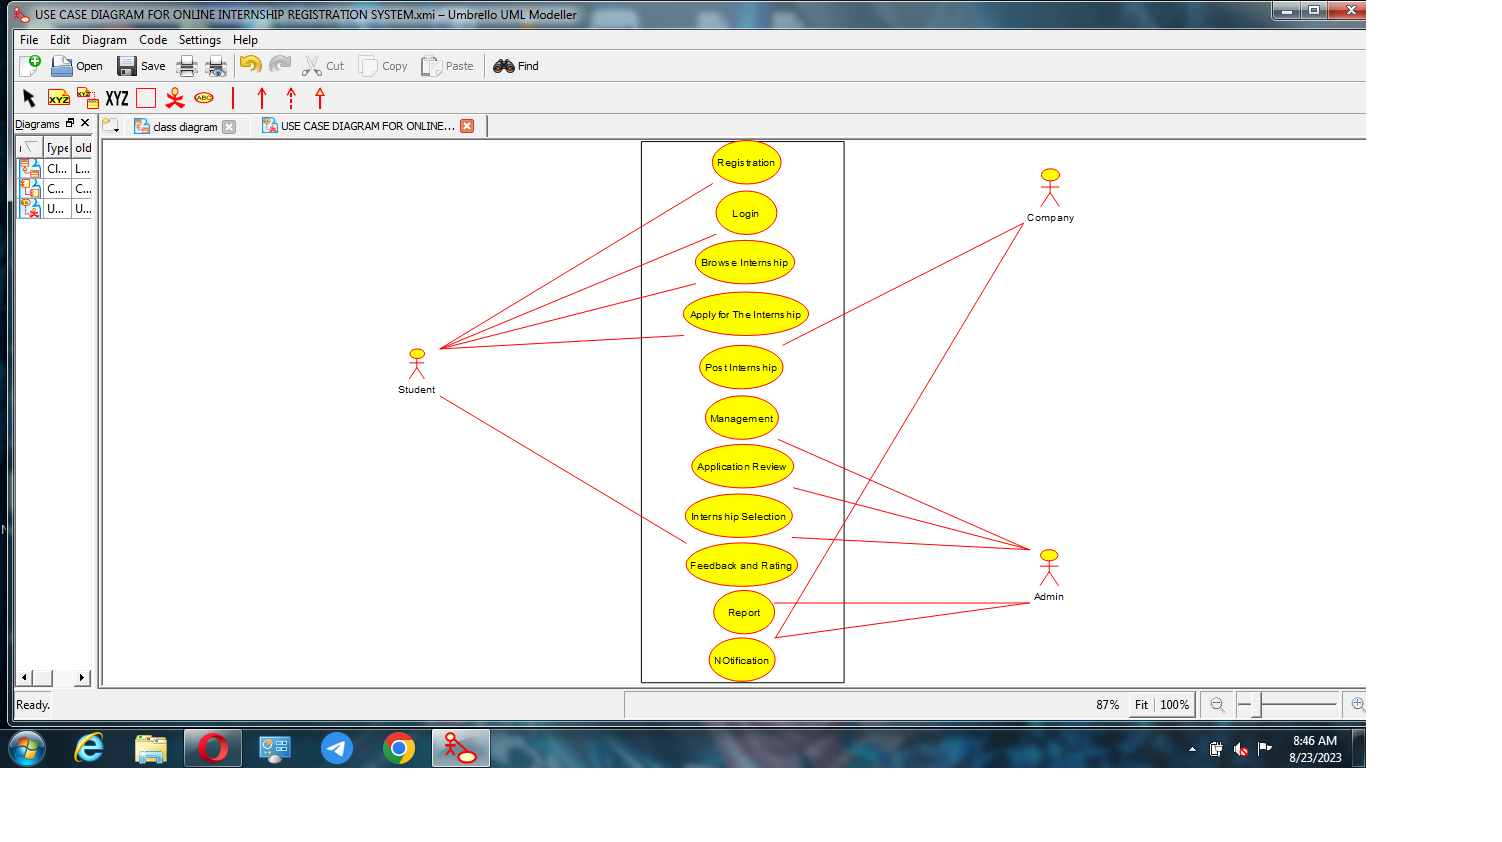 USE CASE DIAGRAM FOR ONLINE INTERNSHIP REGISTRATION SYSTEM.xmi – Umbrello UML Modeller
File Edit Diagram Code Settings Help
Open Save Cut Copy Paste Find
XYZ XYZ XYZ ABC
Diagrams class diagram USE CASE DIAGRAM FOR ONLINE...
Type old
Cl... L...
C... C...
U... U...
Registration
Login
Browse Internship
Apply for The Internship
Post Internship
Management
Application Review
Internship Selection
Feedback and Rating
Report
NOtification
Student
Company
Admin
Ready.
87% Fit 100%
8:46 AM
8/23/2023